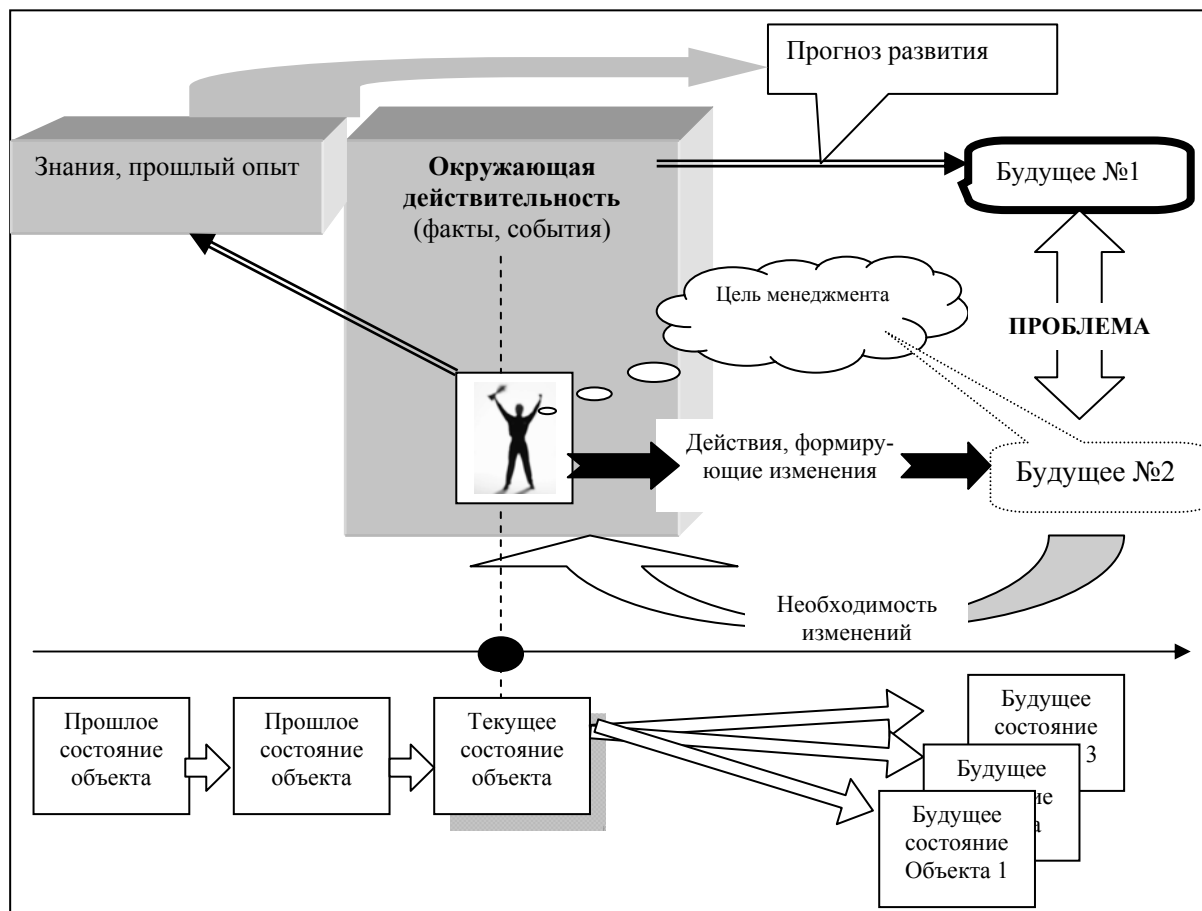 Прогноз развития
Знания, прошлый опыт
Окружающая
действительность
(факты, события)
Будущее №1
Цель менеджмента
ПРОБЛЕМА
Действия, формиру-
ющие изменения
Будущее №2
Необходимость
изменений
Прошлое
состояние
объекта
Прошлое
состояние
объекта
Текущее
состояние
объекта
Будущее
состояние
3
Будущее
Будущее
состояние
Объекта 1